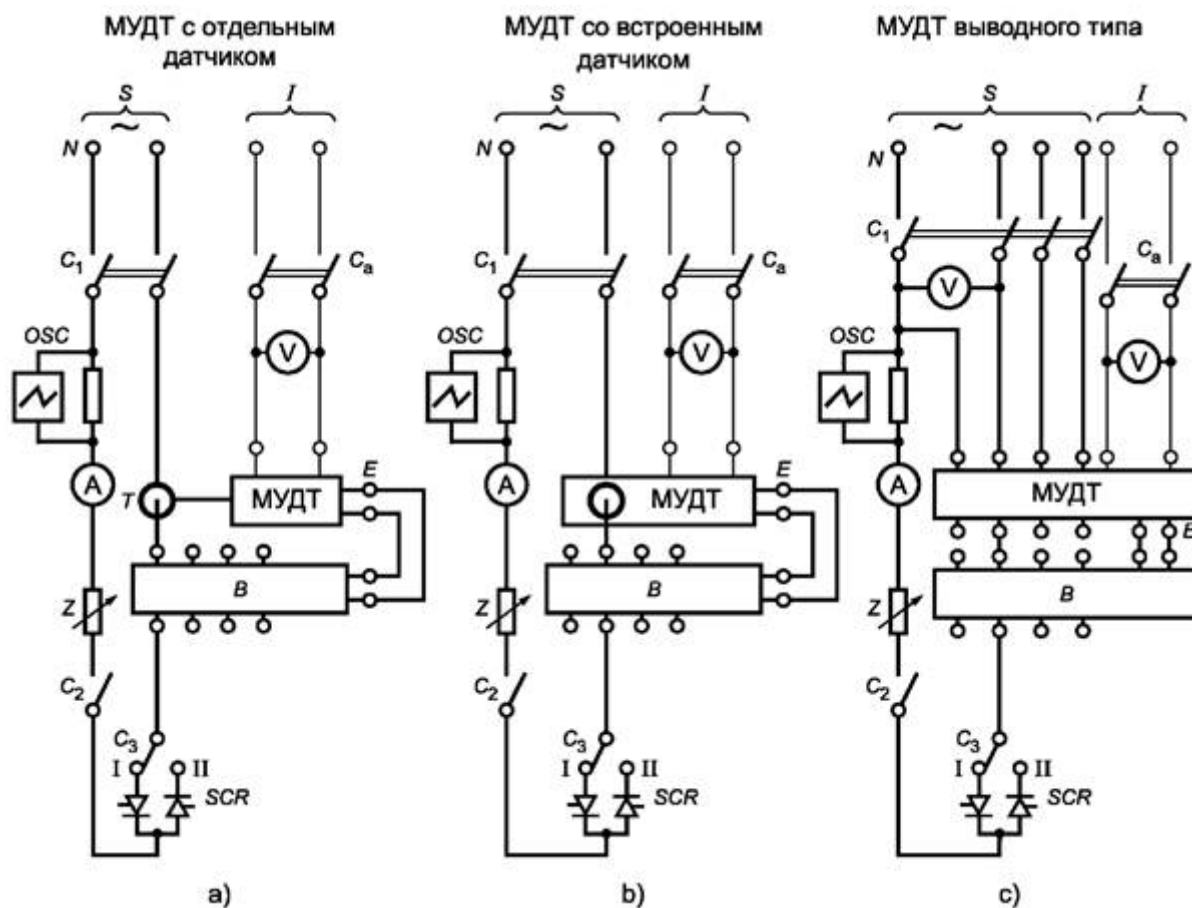 МУДТ с отдельным
датчиком
S
I
~
N
C1
Ca
OSC
V
A
T
МУДТ
E
B
Z
C2
C3
I
II
SCR
a)
МУДТ со встроенным
датчиком
S
I
~
N
C1
Ca
OSC
V
A
МУДТ
E
B
Z
C2
C3
I
II
SCR
b)
МУДТ выводного типа
S
I
~
N
C1
Ca
V
OSC
V
A
МУДТ
E
B
Z
C2
C3
I
II
SCR
c)